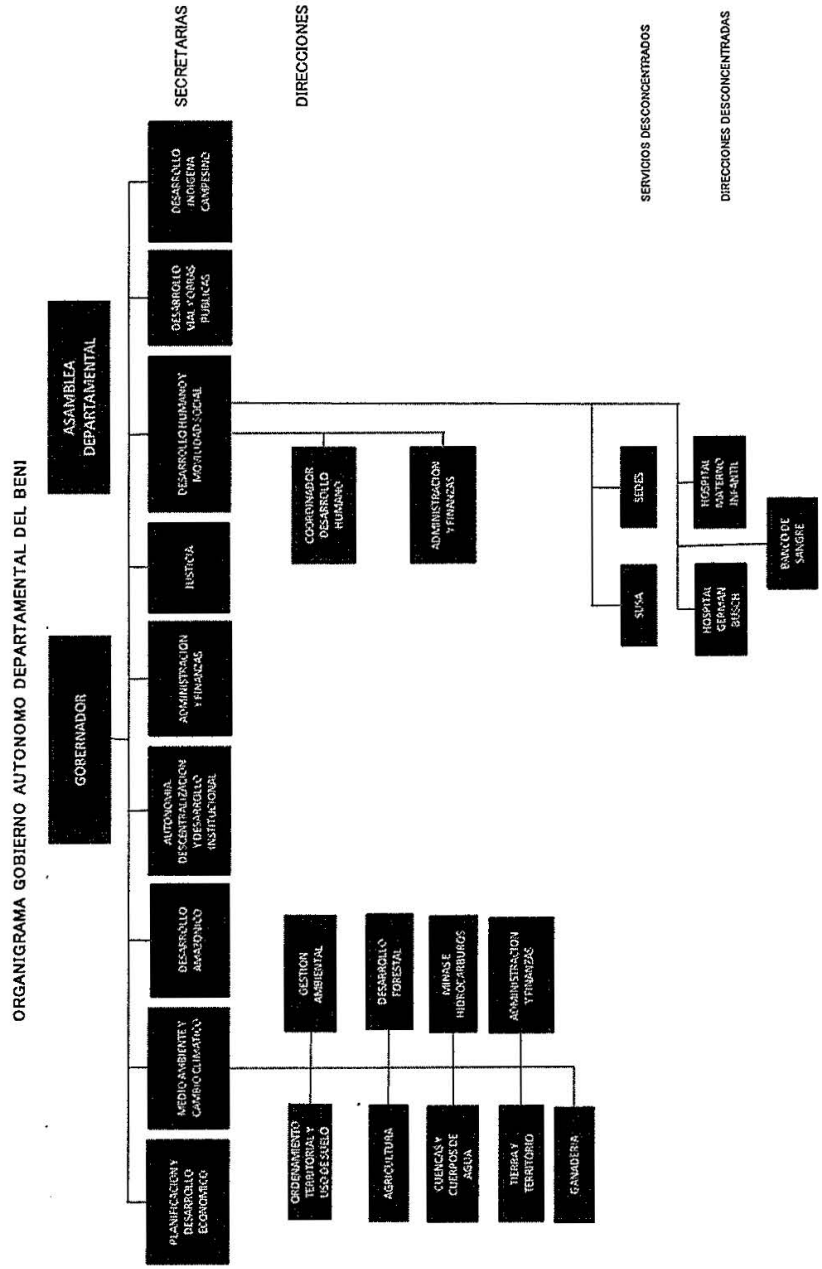 ORGANIGRAMA GOBIERNO AUTONOMO DEPARTAMENTAL DEL BENI
GOBERNADOR
ASAMBLEA
DEPARTAMENTAL
SECRETARIAS
PLANIFICACION Y
DESARROLLO
ECONOMICO
MEDIO AMBIENTE Y
CAMBIO CLIMATICO
DESARROLLO
AMAZONICO
AUTONOMIA,
DESCENTRALIZACION
Y DESARROLLO
INSTITUCIONAL
ADMINISTRACION
Y FINANZAS
JUSTICIA
DESARROLLO HUMANO Y
MOVILIDAD SOCIAL
DESARROLLO
VIAL Y OBRAS
PUBLICAS
DESARROLLO
INDIGENA
CAMPESINO
DIRECCIONES
ORDENAMIENTO
TERRITORIAL Y
USO DE SUELO
GESTION
AMBIENTAL
AGRICULTURA
DESARROLLO
FORESTAL
CUENCAS Y
CUERPOS DE
AGUA
MINAS E
HIDROCARBUROS
TIERRA Y
TERRITORIO
ADMINISTRACION
Y FINANZAS
GANADERIA
COORDINADOR
DESARROLLO
HUMANO
ADMINISTRACION
Y FINANZAS
SERVICIOS DESCONCENTRADOS
SUSA
SEDES
DIRECCIONES DESCONCENTRADAS
HOSPITAL
GERMAN
BUSCH
HOSPITAL
MATERNO
INFANTIL
BANCO DE
SANGRE